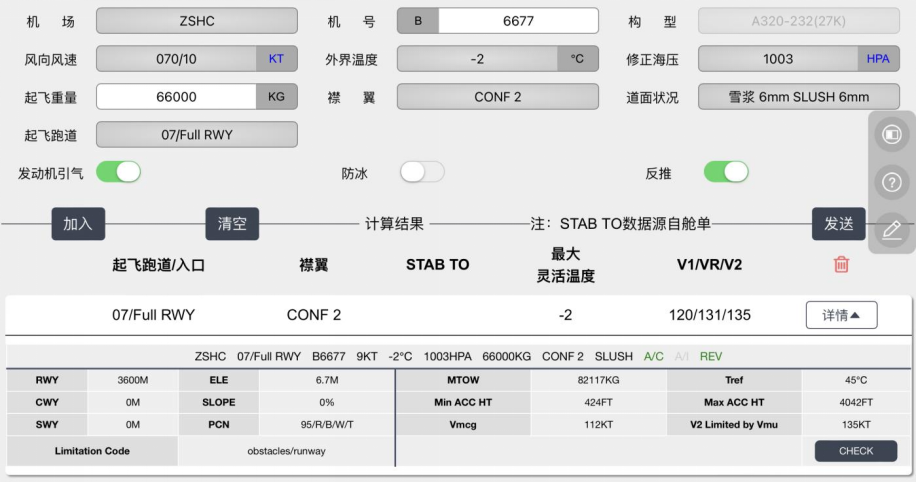 机 场 ZSHC 机 号 B 6677 构 型 A320-232(27K)
风向风速 070/10 KT 外界温度 -2 °C 修正海压 1003 HPA
起飞重量 66000 KG 襟 翼 CONF 2 道面状况 雪浆 6mm SLUSH 6mm
起飞跑道 07/Full RWY
发动机引气 防冰 反推
加入 清空 计算结果 注: STAB TO数据源自舱单 发送
起飞跑道/入口 襟翼 STAB TO 最大 灵活温度 V1/VR/V2
07/Full RWY CONF 2 -2 120/131/135 详情▲
ZSHC 07/Full RWY B6677 9KT -2°C 1003HPA 66000KG CONF 2 SLUSH A/C A/I REV
RWY 3600M ELE 6.7M MTOW 82117KG Tref 45°C
CWY 0M SLOPE 0% Min ACC HT 424FT Max ACC HT 4042FT
SWY 0M PCN 95/R/B/W/T Vmcg 112KT V2 Limited by Vmu 135KT
Limitation Code obstacles/runway CHECK